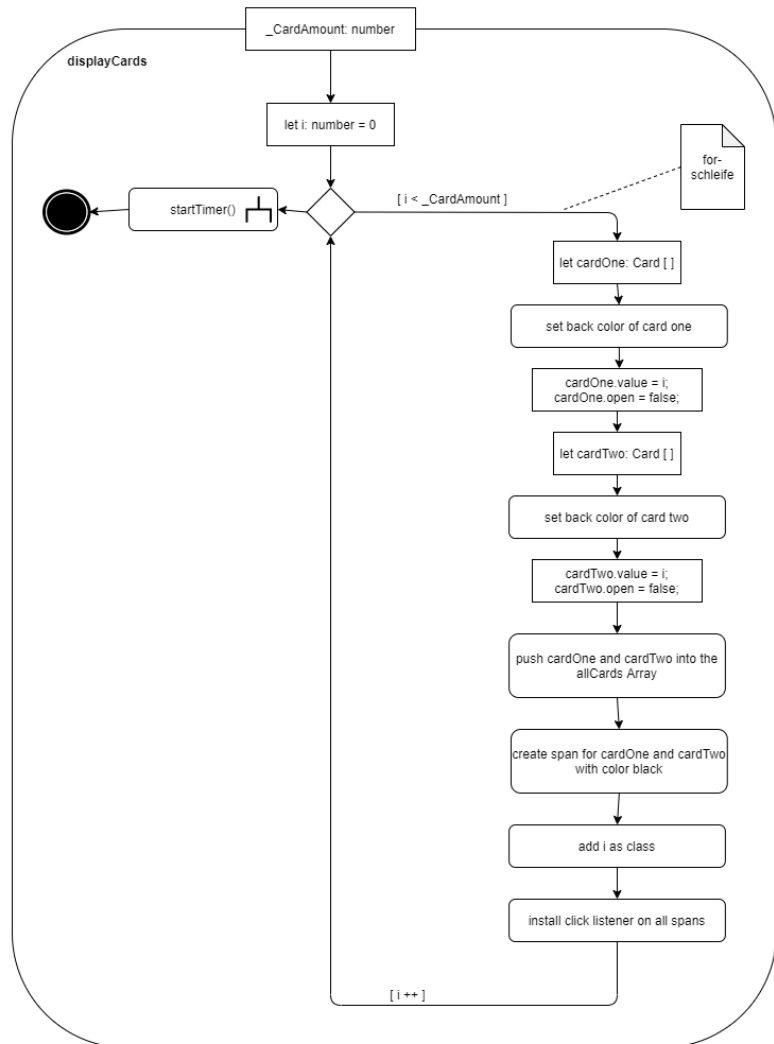 _CardAmount: number
displayCards
let i: number = 0
for-
schleife
startTimer()
[ i < _CardAmount ]
let cardOne: Card [ ]
set back color of card one
cardOne.value = i;
cardOne.open = false;
let cardTwo: Card [ ]
set back color of card two
cardTwo.value = i;
cardTwo.open = false;
push cardOne and cardTwo into the
allCards Array
create span for cardOne and cardTwo
with color black
add i as class
install click listener on all spans
[ i ++ ]